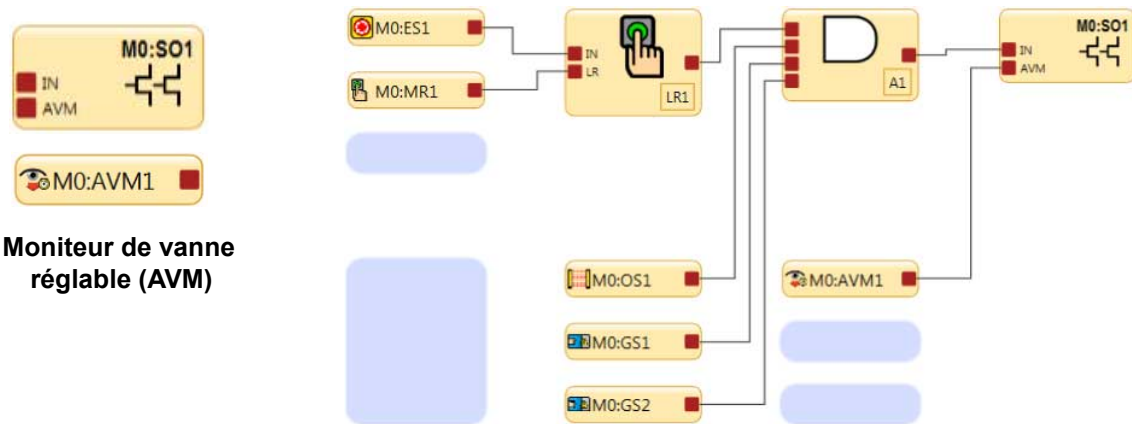 M0:SO1
IN
AVM
M0:AVM1
Moniteur de vanne
réglable (AVM)
M0:ES1
M0:MR1
IN
LR
LR1
A1
M0:SO1
IN
AVM
M0:OS1
M0:AVM1
M0:GS1
M0:GS2